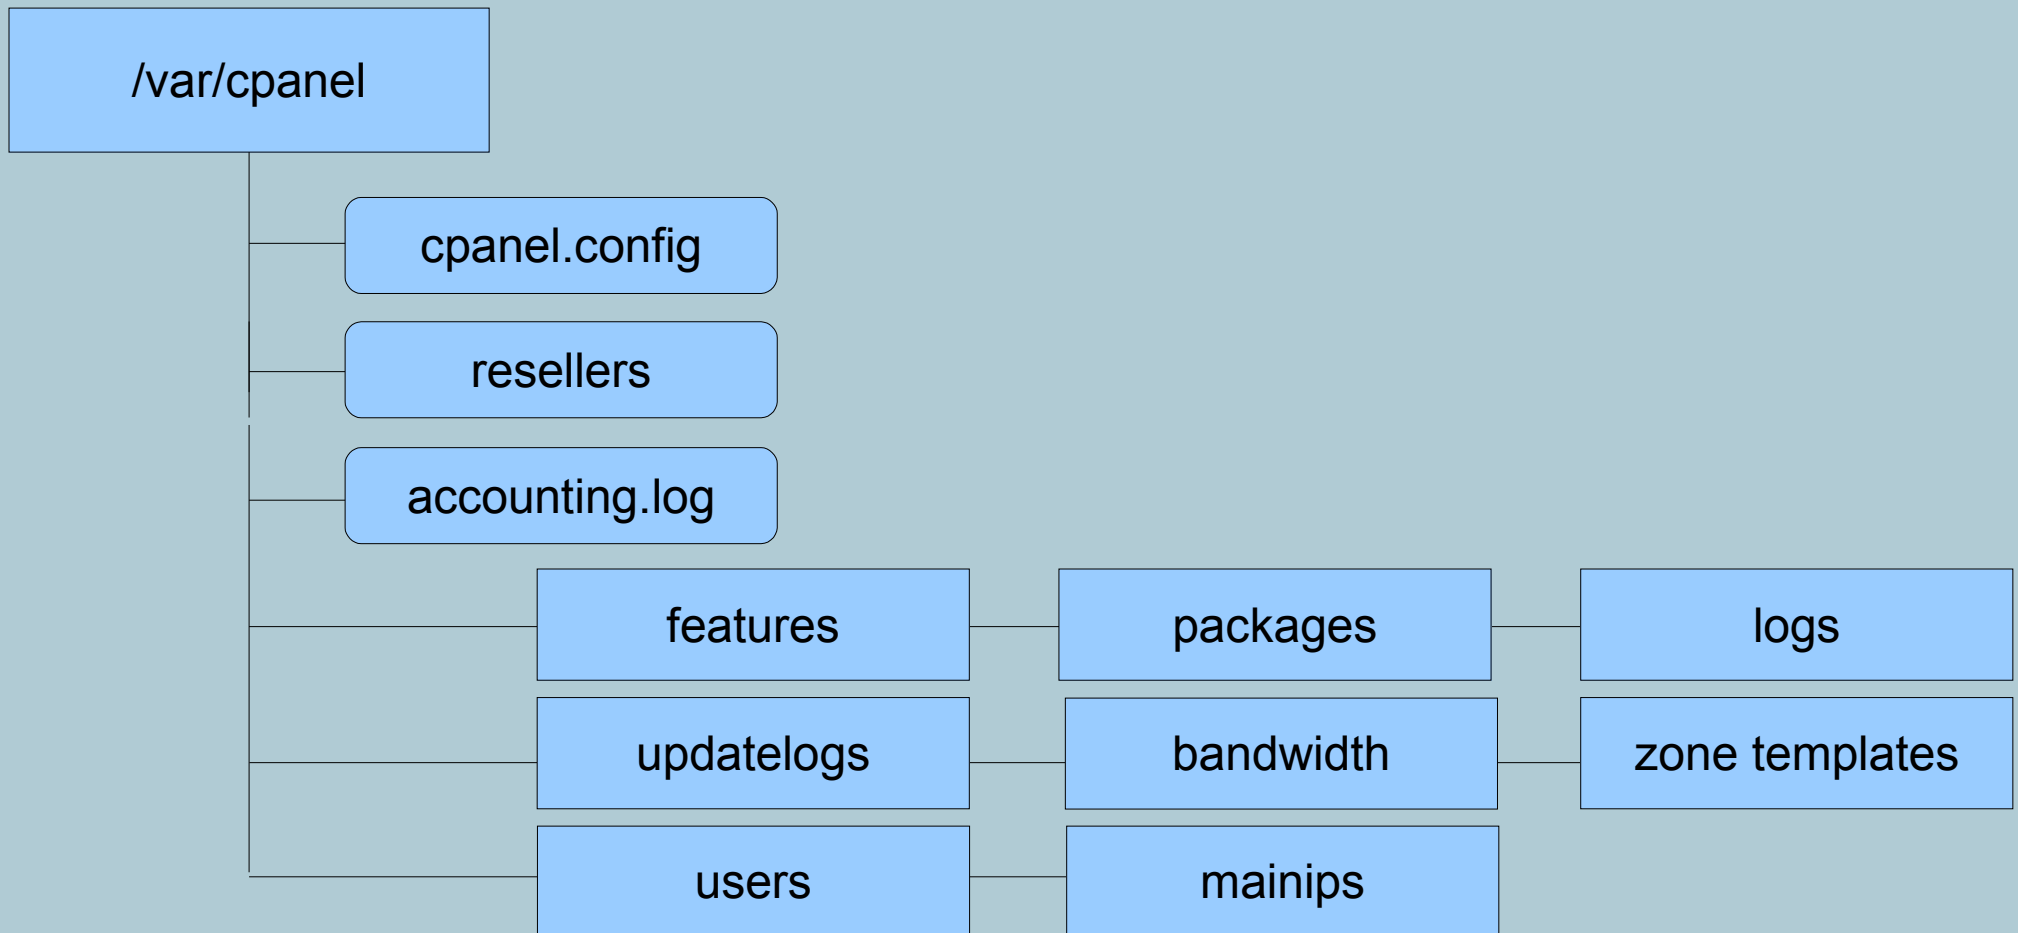 /var/cpanel
cpanel.config
resellers
accounting.log
features
packages
logs
updatelogs
bandwidth
zone templates
users
mainips